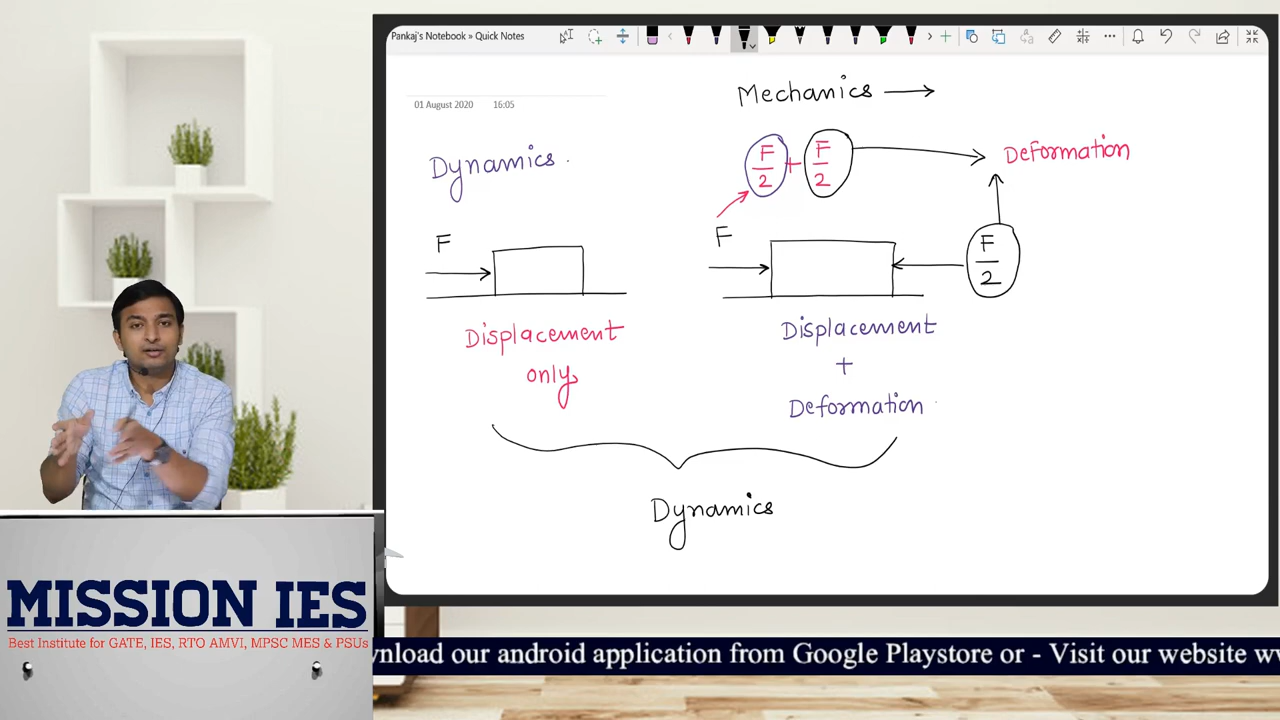 Pankaj's Notebook » Quick Notes
Mechanics →
01 August 2020 16:05
Dynamics.
F/2 + F/2
Deformation
F
F
F/2
Displacement
only
Displacement
+
Deformation
Dynamics
MISSION IES
Best Institute for GATE, IES, RTO AMVI, MPSC MES & PSUs
wnload our android application from Google Playstore or - Visit our website ww